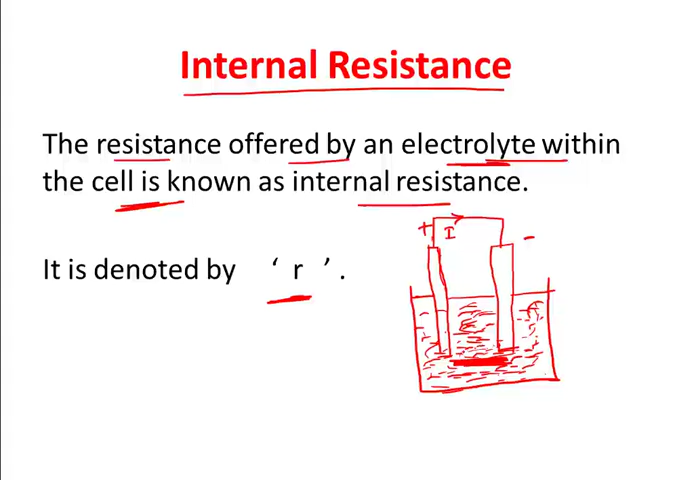 Internal Resistance
The resistance offered by an electrolyte within
the cell is known as internal resistance.
It is denoted by ‘ r ’ .
+ I -